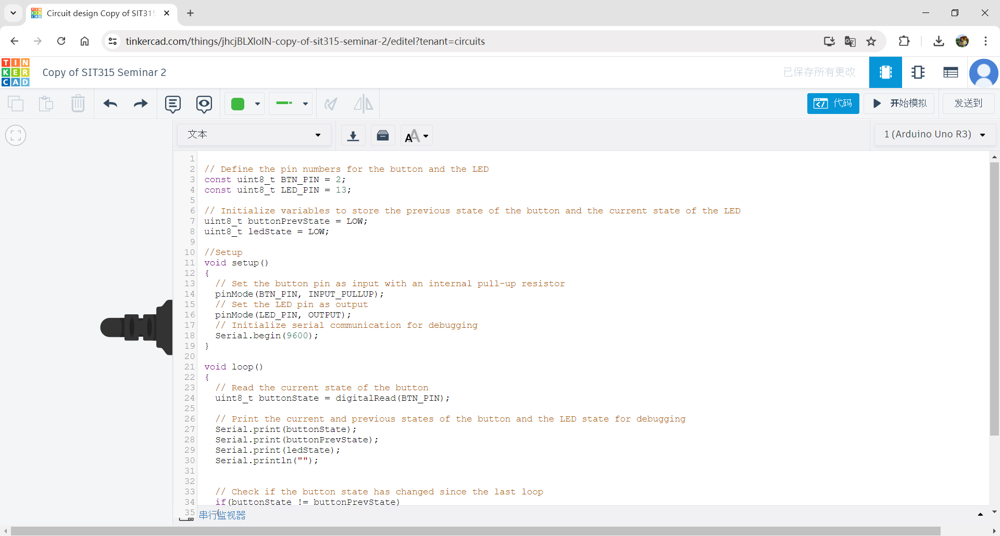 Circuit design Copy of SIT315
tinkercad.com/things/jhcjBLXIoIN-copy-of-sit315-seminar-2/editel?tenant=circuits
TIN
KER
CAD
Copy of SIT315 Seminar 2
已保存所有更改
代码
开始模拟
发送到
文本
1 (Arduino Uno R3)
1
2 // Define the pin numbers for the button and the LED
3 const uint8_t BTN_PIN = 2;
4 const uint8_t LED_PIN = 13;
5
6 // Initialize variables to store the previous state of the button and the current state of the LED
7 uint8_t buttonPrevState = LOW;
8 uint8_t ledState = LOW;
9
10 //Setup
11 void setup()
12 {
13 // Set the button pin as input with an internal pull-up resistor
14 pinMode(BTN_PIN, INPUT_PULLUP);
15 // Set the LED pin as output
16 pinMode(LED_PIN, OUTPUT);
17 // Initialize serial communication for debugging
18 Serial.begin(9600);
19 }
20
21 void loop()
22 {
23 // Read the current state of the button
24 uint8_t buttonState = digitalRead(BTN_PIN);
25
26 // Print the current and previous states of the button and the LED state for debugging
27 Serial.print(buttonState);
28 Serial.print(buttonPrevState);
29 Serial.print(ledState);
30 Serial.println("");
31
32
33 // Check if the button state has changed since the last loop
34 if(buttonState != buttonPrevState)
35 {
串行监视器